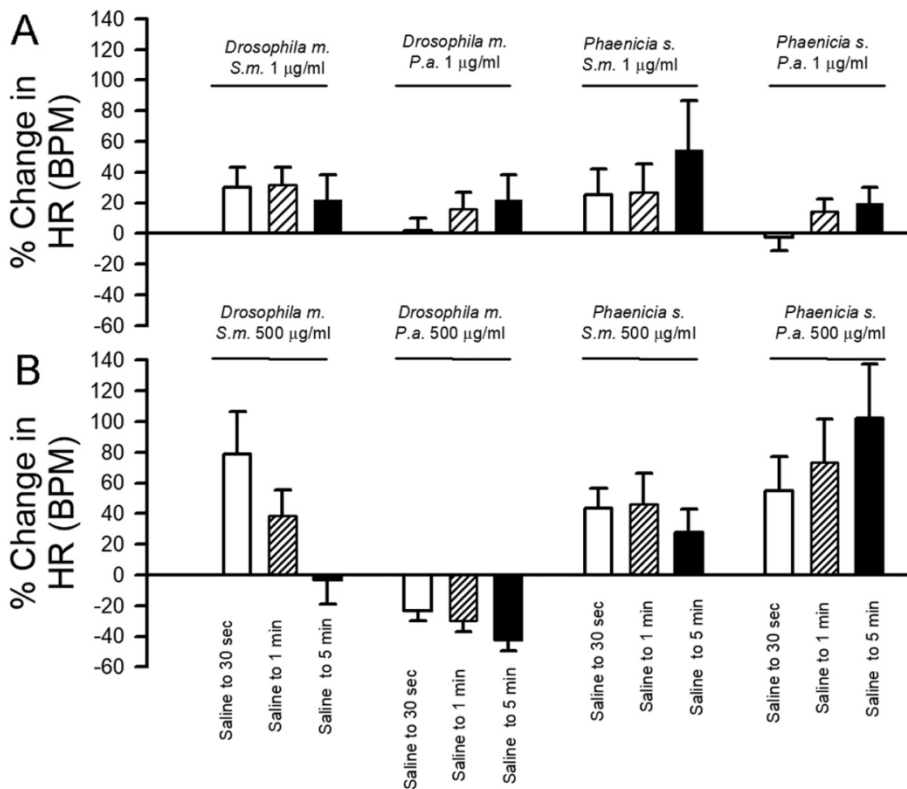 A
140
120
100
80
60
40
20
0
-20
-40
-60
% Change in
HR (BPM)
Drosophila m.
S.m. 1 μg/ml
Drosophila m.
P.a. 1 μg/ml
Phaenicia s.
S.m. 1 μg/ml
Phaenicia s.
P.a. 1 μg/ml
B
140
120
100
80
60
40
20
0
-20
-40
-60
% Change in
HR (BPM)
Drosophila m.
S.m. 500 μg/ml
Drosophila m.
P.a. 500 μg/ml
Phaenicia s.
S.m. 500 μg/ml
Phaenicia s.
P.a. 500 μg/ml
Saline to 30 sec
Saline to 1 min
Saline to 5 min
Saline to 30 sec
Saline to 1 min
Saline to 5 min
Saline to 30 sec
Saline to 1 min
Saline to 5 min
Saline to 30 sec
Saline to 1 min
Saline to 5 min